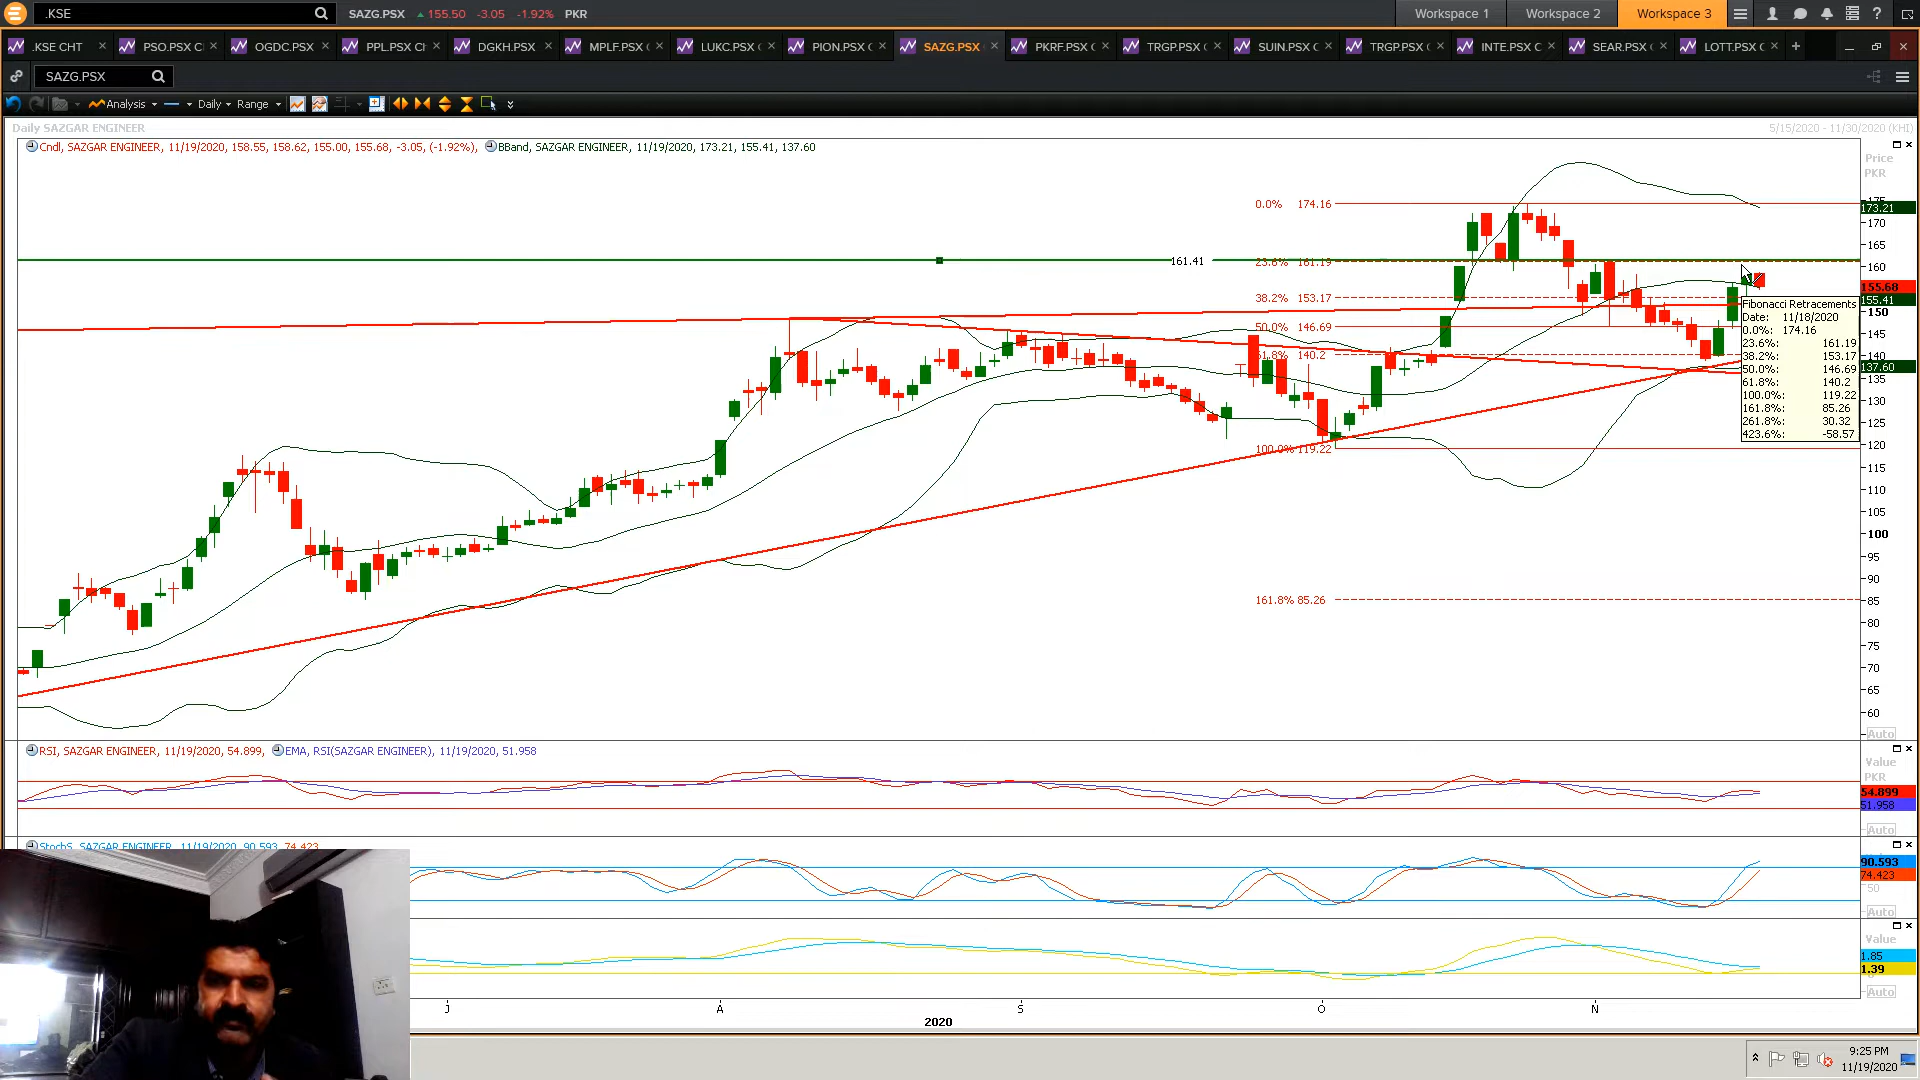 .KSE SAZG.PSX 155.50 -3.05 -1.92% PKR Workspace 1 Workspace 2 Workspace 3
.KSE CHT PSO.PSX C OGDC.PSX PPL.PSX CH DGKH.PSX MPLF.PSX C LUKC.PSX C PION.PSX C SAZG.PSX PKRF.PSX C TRGP.PSX C SUIN.PSX C TRGP.PSX C INTE.PSX C SEAR.PSX C LOTT.PSX C
SAZG.PSX
Analysis Daily Range
Daily SAZGAR ENGINEER 5/15/2020 - 11/30/2020 (KHI)
Cndl, SAZGAR ENGINEER, 11/19/2020, 158.55, 158.62, 155.00, 155.68, -3.05, (-1.92%), BBand, SAZGAR ENGINEER, 11/19/2020, 173.21, 155.41, 137.60
Price
PKR
175
173.21
170
165
160
155.68
155.41
150
145
140
137.60
135
130
125
120
115
110
105
100
95
90
85
80
75
70
65
60
Auto
0.0% 174.16
161.41
23.6% 161.19
38.2% 153.17
50.0% 146.69
61.8% 140.2
100.0% 119.22
161.8% 85.26
Fibonacci Retracements
Date: 11/18/2020
0.0%: 174.16
23.6%: 161.19
38.2%: 153.17
50.0%: 146.69
61.8%: 140.2
100.0%: 119.22
161.8%: 85.26
261.8%: 30.32
423.6%: -58.57
RSI, SAZGAR ENGINEER, 11/19/2020, 54.899, EMA, RSI(SAZGAR ENGINEER), 11/19/2020, 51.958
Value
PKR
54.899
51.958
Auto
StochS, SAZGAR ENGINEER, 11/19/2020, 90.593, 74.423
90.593
74.423
50
Auto
Value
1.85
1.39
Auto
J A S O N
2020
9:25 PM
11/19/2020